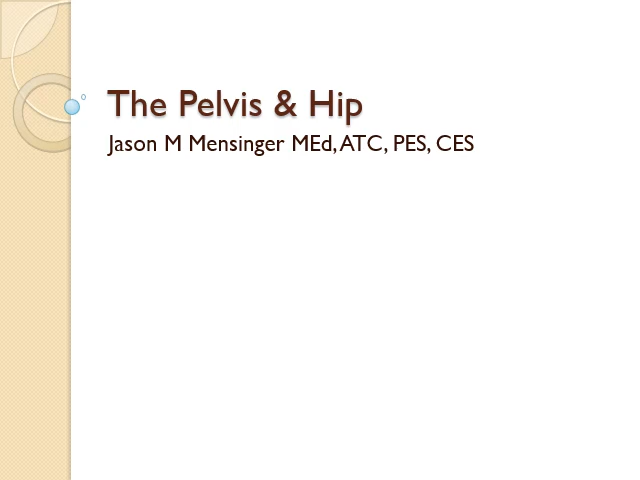 The Pelvis & Hip
Jason M Mensinger MEd, ATC, PES, CES